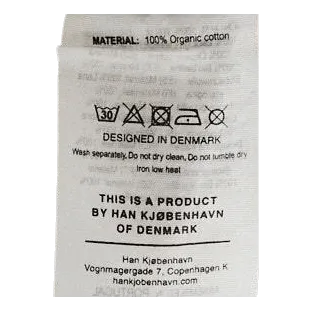 MATERIAL: 100% Organic cotton
30
DESIGNED IN DENMARK
Wash separately, Do not dry clean, Do not tumble dry
Iron low heat
THIS IS A PRODUCT
BY HAN KJØBENHAVN
OF DENMARK
Han Kjøbenhavn
Vognmagergade 7, Copenhagen K
hankjobenhavn.com